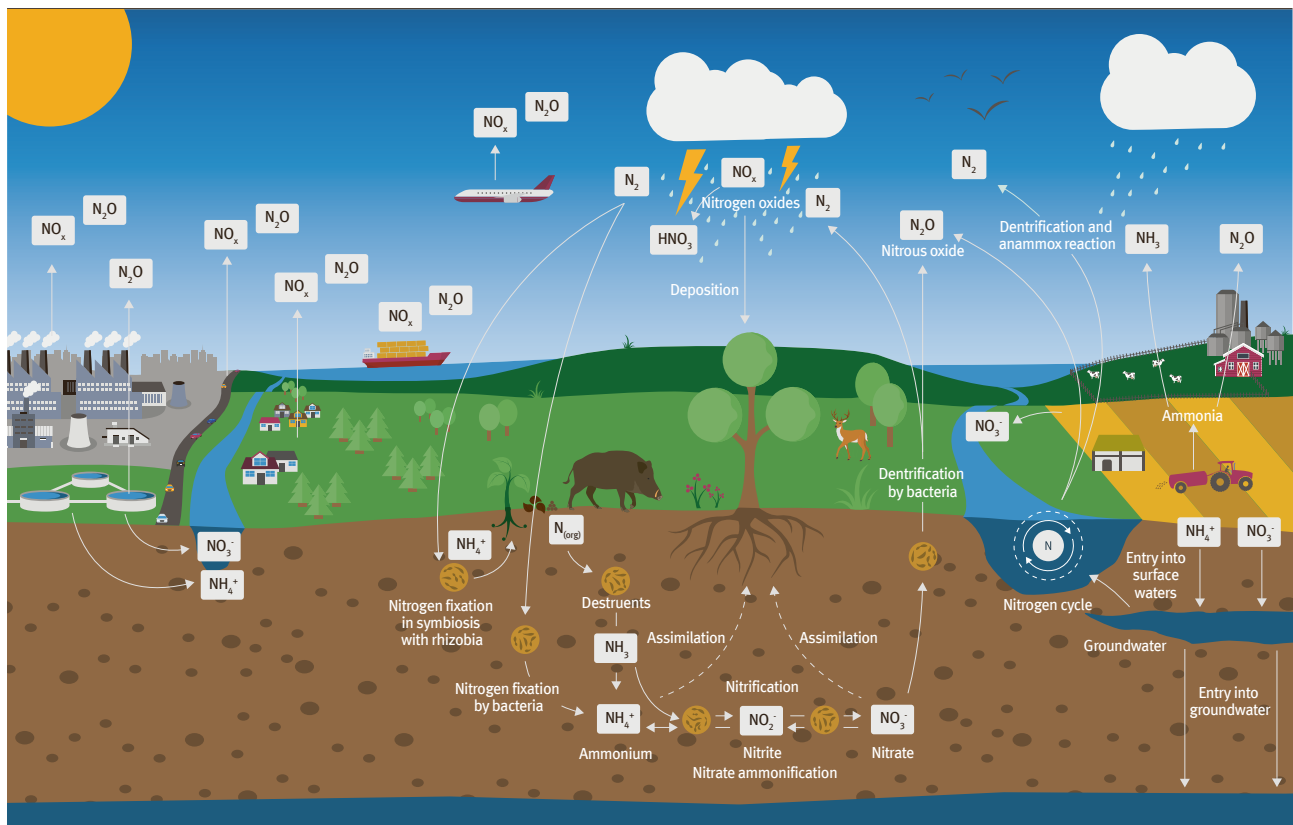 NOₓ
N₂O
N₂
NOₓ
Nitrogen oxides
N₂
HNO₃
Deposition
N₂
Dentrification and
anammox reaction
N₂O
Nitrous oxide
NH₃
N₂O
NOₓ
N₂O
N₂O
NOₓ
N₂O
NOₓ
N₂O
NOₓ
N₂O
NO₃⁻
Ammonia
Dentrification
by bacteria
NO₃⁻
NH₄⁺
NH₄⁺
Nitrogen fixation
in symbiosis
with rhizobia
N(org)
Destruents
NH₃
Assimilation
Assimilation
Nitrogen fixation
by bacteria
Nitrification
NH₄⁺
NO₂⁻
NO₃⁻
Ammonium
Nitrite
Nitrate
Nitrate ammonification
N
Nitrogen cycle
NH₄⁺
NO₃⁻
Entry into
surface
waters
Groundwater
Entry into
groundwater